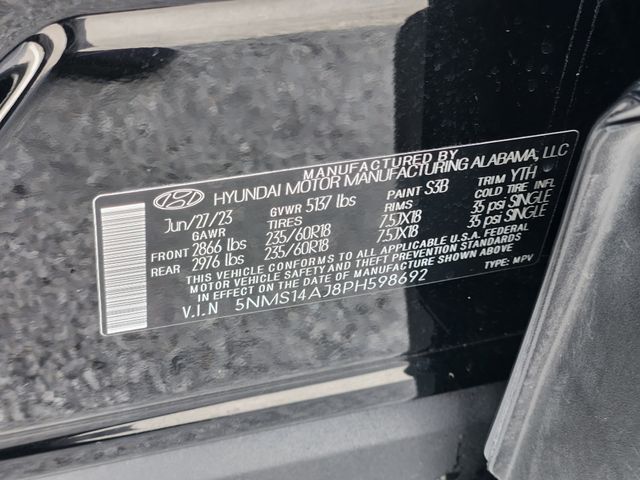 MANUFACTURED BY
HYUNDAI MOTOR MANUFACTURING ALABAMA, LLC
Jun/27/23 GVWR 5137 lbs PAINT S3B TRIM YTH
GAWR TIRES RIMS COLD TIRE INFL
FRONT 2866 lbs 235/60R18 7.5JX18 35 psi SINGLE
REAR 2976 lbs 235/60R18 7.5JX18 35 psi SINGLE
THIS VEHICLE CONFORMS TO ALL APPLICABLE U.S.A. FEDERAL
MOTOR VEHICLE SAFETY AND THEFT PREVENTION STANDARDS
IN EFFECT ON THE DATE OF MANUFACTURE SHOWN ABOVE
V.I.N 5NMS14AJ8PH598692 TYPE: MPV